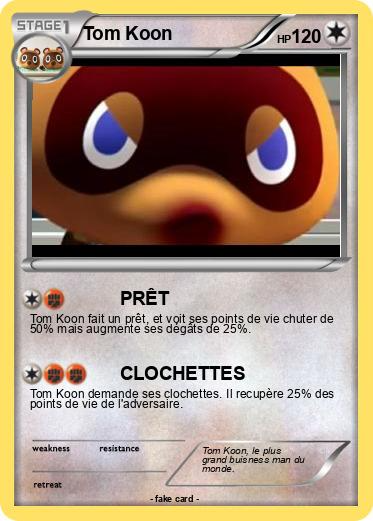 STAGE1
Tom Koon
HP120
PRÊT
Tom Koon fait un prêt, et voit ses points de vie chuter de
50% mais augmente ses dégâts de 25%.
CLOCHETTES
Tom Koon demande ses clochettes. Il recupère 25% des
points de vie de l'adversaire.
weakness resistance
retreat
Tom Koon, le plus
grand buisness man du
monde.
- fake card -